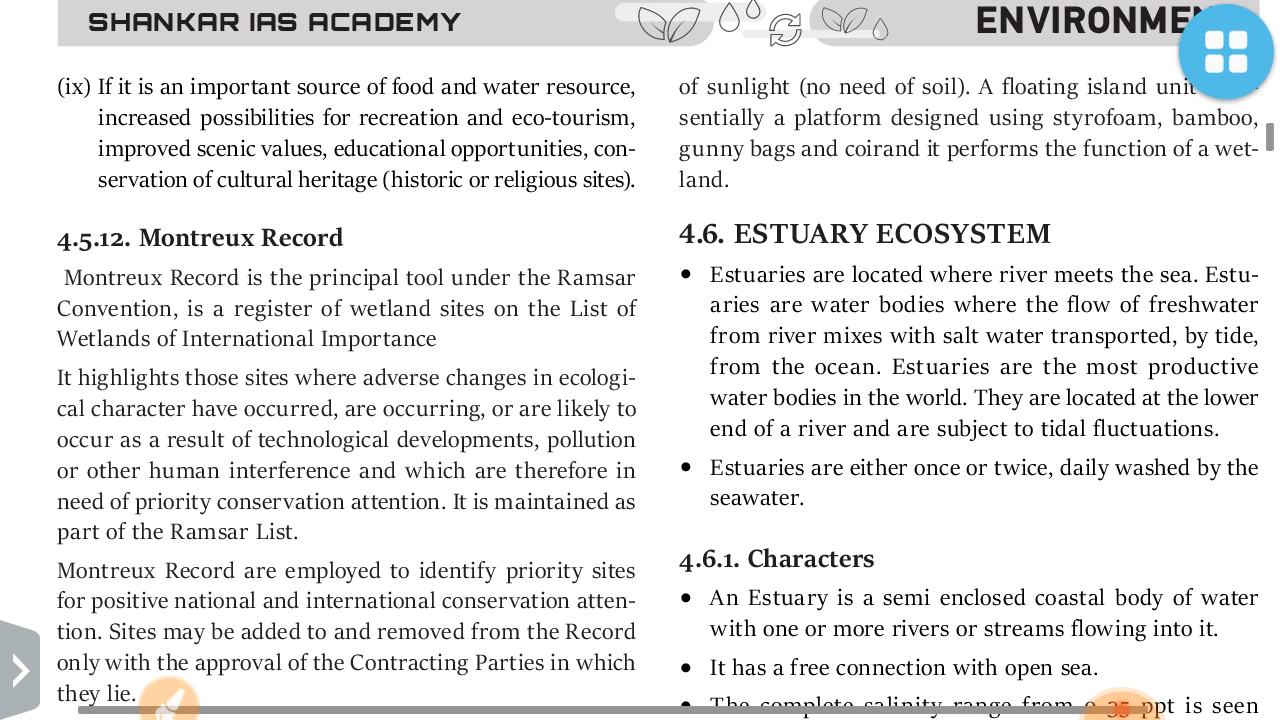 SHANKAR IAS ACADEMY
ENVIRONMEN
(ix) If it is an important source of food and water resource,
increased possibilities for recreation and eco-tourism,
improved scenic values, educational opportunities, con-
servation of cultural heritage (historic or religious sites).
4.5.12. Montreux Record
Montreux Record is the principal tool under the Ramsar
Convention, is a register of wetland sites on the List of
Wetlands of International Importance
It highlights those sites where adverse changes in ecologi-
cal character have occurred, are occurring, or are likely to
occur as a result of technological developments, pollution
or other human interference and which are therefore in
need of priority conservation attention. It is maintained as
part of the Ramsar List.
Montreux Record are employed to identify priority sites
for positive national and international conservation atten-
tion. Sites may be added to and removed from the Record
only with the approval of the Contracting Parties in which
they lie.
of sunlight (no need of soil). A floating island unit
sentially a platform designed using styrofoam, bamboo,
gunny bags and coirand it performs the function of a wet-
land.
4.6. ESTUARY ECOSYSTEM
• Estuaries are located where river meets the sea. Estu-
aries are water bodies where the flow of freshwater
from river mixes with salt water transported, by tide,
from the ocean. Estuaries are the most productive
water bodies in the world. They are located at the lower
end of a river and are subject to tidal fluctuations.
• Estuaries are either once or twice, daily washed by the
seawater.
4.6.1. Characters
• An Estuary is a semi enclosed coastal body of water
with one or more rivers or streams flowing into it.
• It has a free connection with open sea.
• The complete salinity range from 0-35 ppt is seen